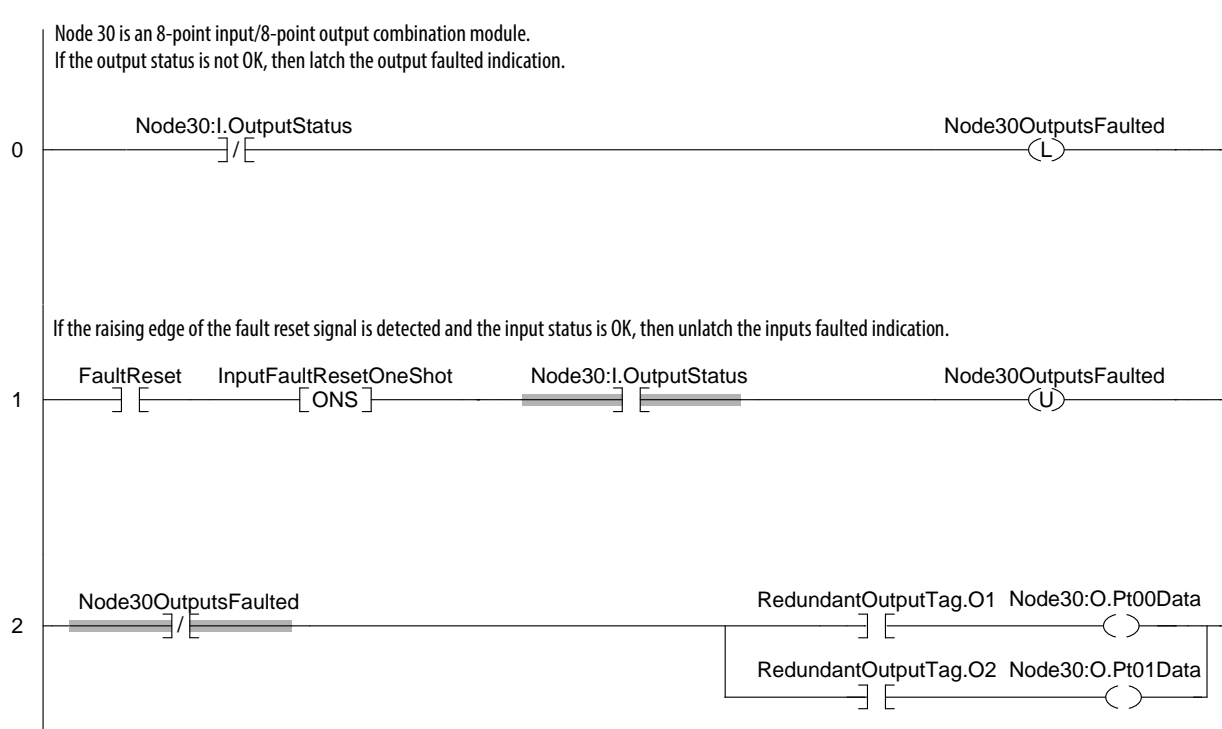 Node 30 is an 8-point input/8-point output combination module.
If the output status is not OK, then latch the output faulted indication.
Node30:I.OutputStatus Node30OutputsFaulted
0 / L
If the raising edge of the fault reset signal is detected and the input status is OK, then unlatch the inputs faulted indication.
FaultReset InputFaultResetOneShot Node30:I.OutputStatus Node30OutputsFaulted
1 ONS U
Node30OutputsFaulted RedundantOutputTag.O1 Node30:O.Pt00Data
2 /
RedundantOutputTag.O2 Node30:O.Pt01Data